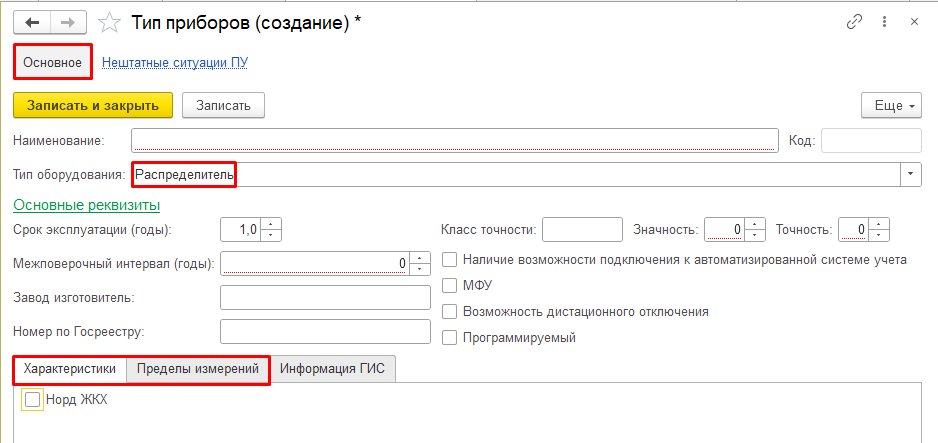 Тип приборов (создание) *
Основное Нештатные ситуации ПУ
Записать и закрыть Записать Еще
Наименование: Код:
Тип оборудования: Распределитель
Основные реквизиты
Срок эксплуатации (годы): 1,0 Класс точности: Значность: 0 Точность: 0
Межповерочный интервал (годы): 0 Наличие возможности подключения к автоматизированной системе учета
МФУ
Завод изготовитель: Возможность дистационного отключения
Номер по Госреестру: Программируемый
Характеристики Пределы измерений Информация ГИС
Норд ЖКХ